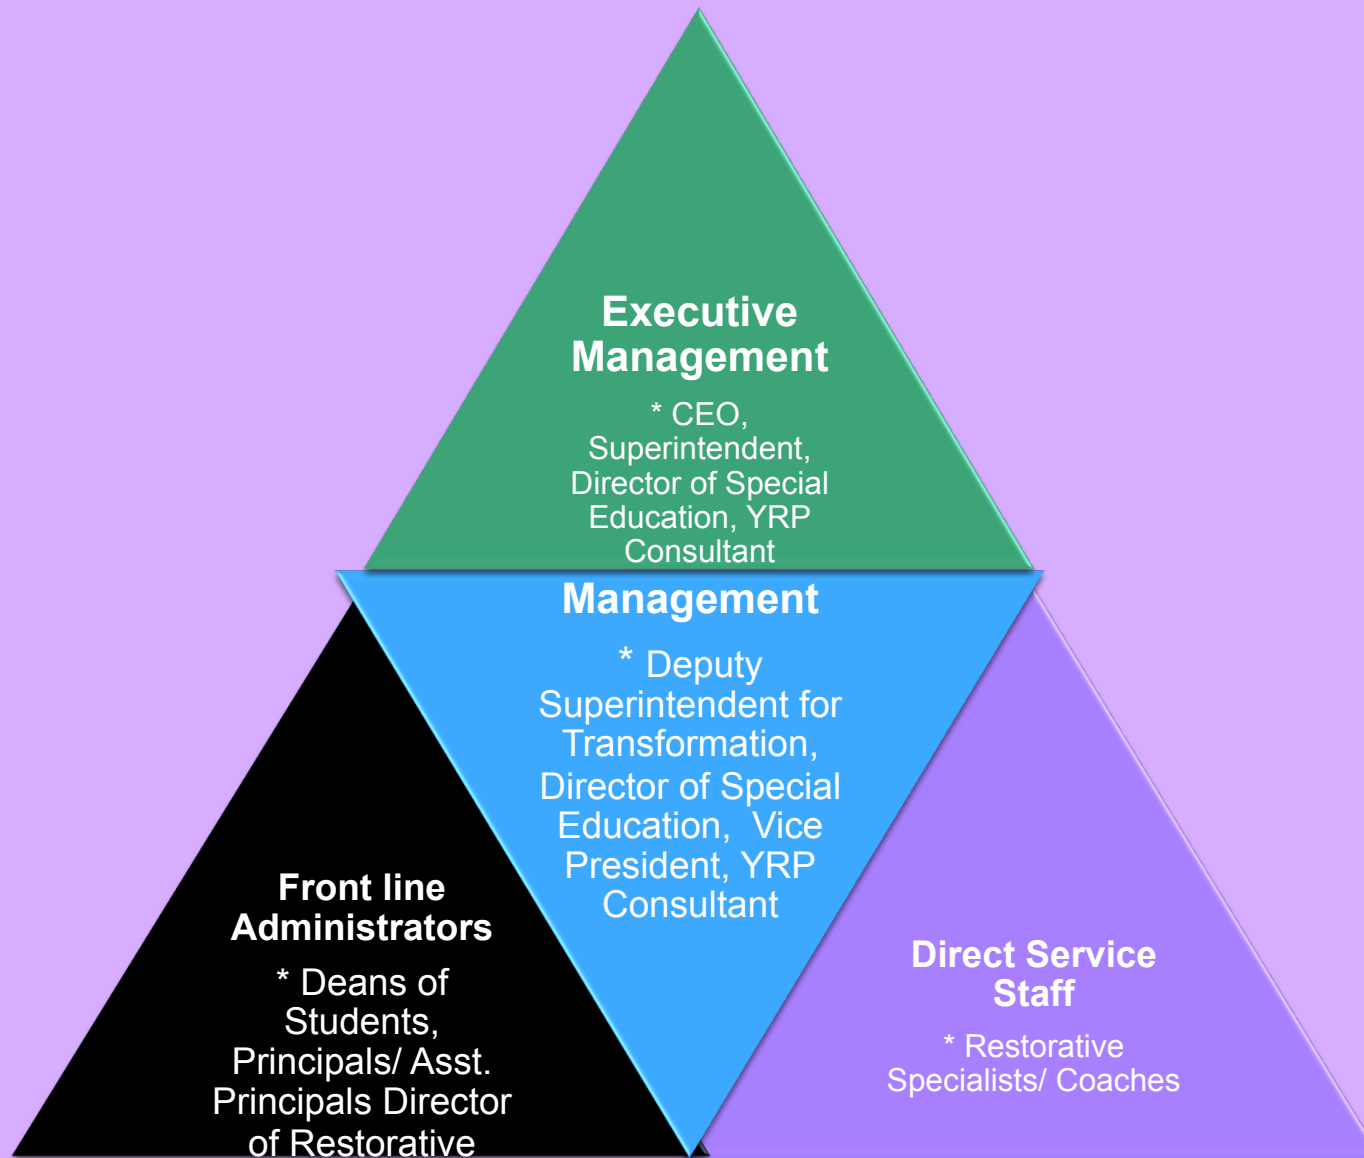 Executive
Management
* CEO,
Superintendent,
Director of Special
Education, YRP
Consultant
Management
* Deputy
Superintendent for
Transformation,
Director of Special
Education, Vice
President, YRP
Consultant
Front line
Administrators
* Deans of
Students,
Principals/ Asst.
Principals Director
of Restorative
Direct Service
Staff
* Restorative
Specialists/ Coaches